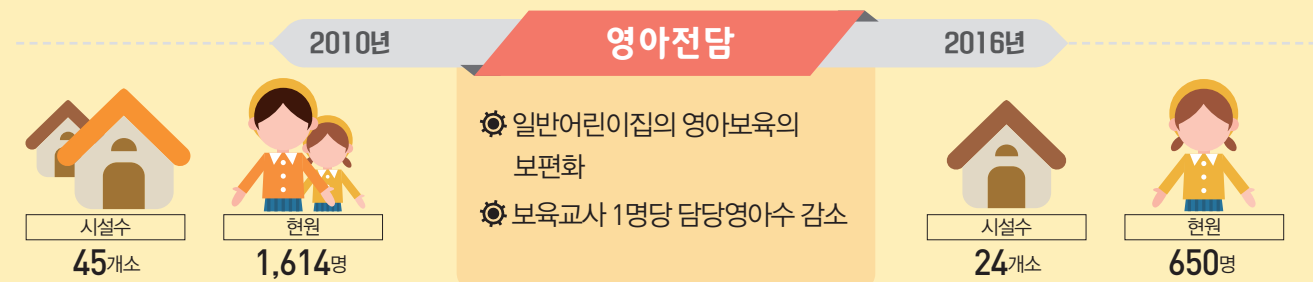 2010년
영아전담
2016년
일반어린이집의 영아보육의
보편화
보육교사 1명당 담당영아수 감소
시설수
45개소
현원
1,614명
시설수
24개소
현원
650명